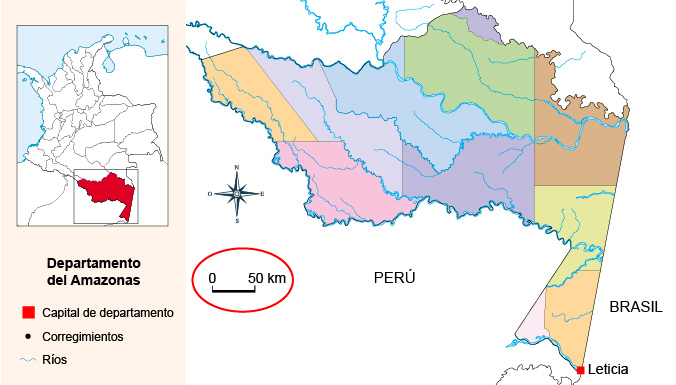 Departamento
del Amazonas
Capital de departamento
Corregimientos
Ríos
N
O
E
S
0 50 km
PERÚ
BRASIL
Leticia